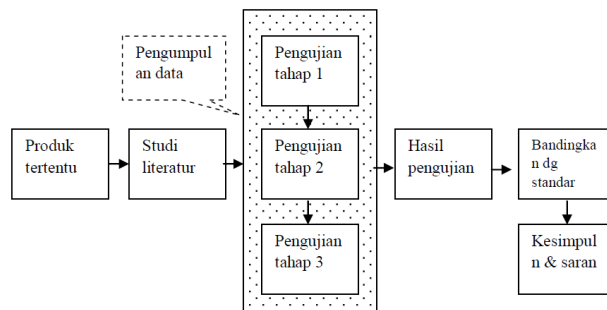 Pengumpul
an data
Pengujian
tahap 1
Produk
tertentu
Studi
literatur
Pengujian
tahap 2
Hasil
pengujian
Bandingka
n dg
standar
Pengujian
tahap 3
Kesimpul
n & saran